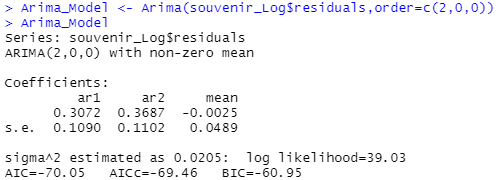 > Arima_Model <- Arima(souvenir_Log$residuals,order=c(2,0,0))
> Arima_Model
Series: souvenir_Log$residuals
ARIMA(2,0,0) with non-zero mean
Coefficients:
ar1 ar2 mean
0.3072 0.3687 -0.0025
s.e. 0.1090 0.1102 0.0489
sigma^2 estimated as 0.0205: log likelihood=39.03
AIC=-70.05 AICc=-69.46 BIC=-60.95